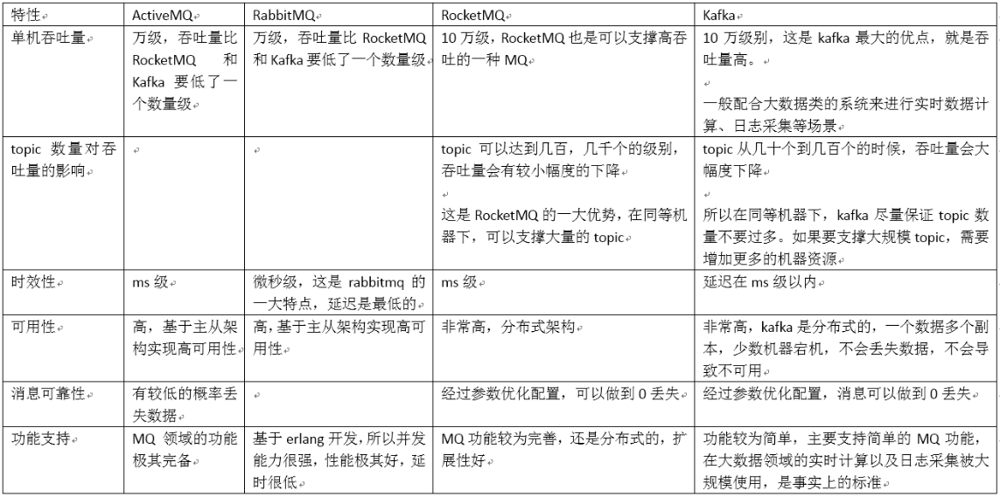 特性
ActiveMQ
RabbitMQ
RocketMQ
Kafka
单机吞吐量
万级，吞吐量比
RocketMQ 和
Kafka 要低了一
个数量级
万级，吞吐量比 RocketMQ
和 Kafka 要低了一个数量级
10 万级，RocketMQ 也是可以支撑高吞
吐的一种 MQ
10 万级别，这是 kafka 最大的优点，就是吞
吐量高。
一般配合大数据类的系统来进行实时数据计
算、日志采集等场景
topic 数量对吞
吐量的影响
topic 可以达到几百，几千个的级别，
吞吐量会有较小幅度的下降
这是 RocketMQ 的一大优势，在同等机
器下，可以支撑大量的 topic
topic 从几十个到几百个的时候，吞吐量会大
幅度下降
所以在同等机器下，kafka 尽量保证 topic 数
量不要过多。如果要支撑大规模 topic，需要
增加更多的机器资源
时效性
ms 级
微秒级，这是 rabbitmq 的
一大特点，延迟是最低的
ms 级
延迟在 ms 级以内
可用性
高，基于主从架
构实现高可用性
高，基于主从架构实现高可
用性
非常高，分布式架构
非常高，kafka 是分布式的，一个数据多个副
本，少数机器宕机，不会丢失数据，不会导
致不可用
消息可靠性
有较低的概率丢
失数据
经过参数优化配置，可以做到 0 丢失
经过参数优化配置，消息可以做到 0 丢失
功能支持
MQ 领域的功能
极其完备
基于 erlang 开发，所以并发
能力很强，性能极其好，延
时很低
MQ 功能较为完善，还是分布式的，扩
展性好
功能较为简单，主要支持简单的 MQ 功能，
在大数据领域的实时计算以及日志采集被大
规模使用，是事实上的标准